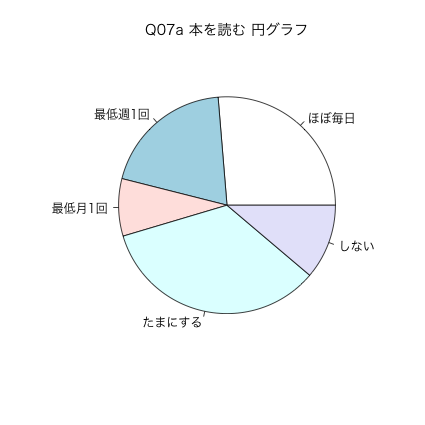 Q07a 本を読む 円グラフ
ほぼ毎日
最低週1回
最低月1回
たまにする
しない